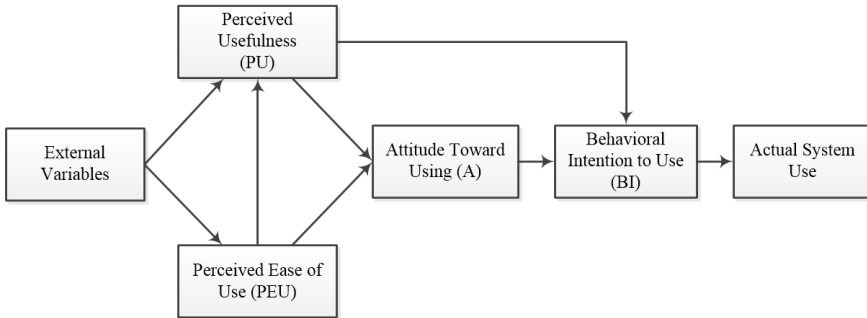 Perceived
Usefulness
(PU)
External
Variables
Attitude Toward
Using (A)
Behavioral
Intention to Use
(BI)
Actual System
Use
Perceived Ease of
Use (PEU)